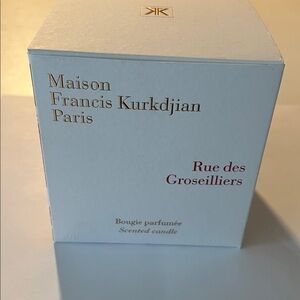 Maison
Francis Kurkdjian
Paris
Rue des
Groseilliers
Bougie parfumée
Scented candle